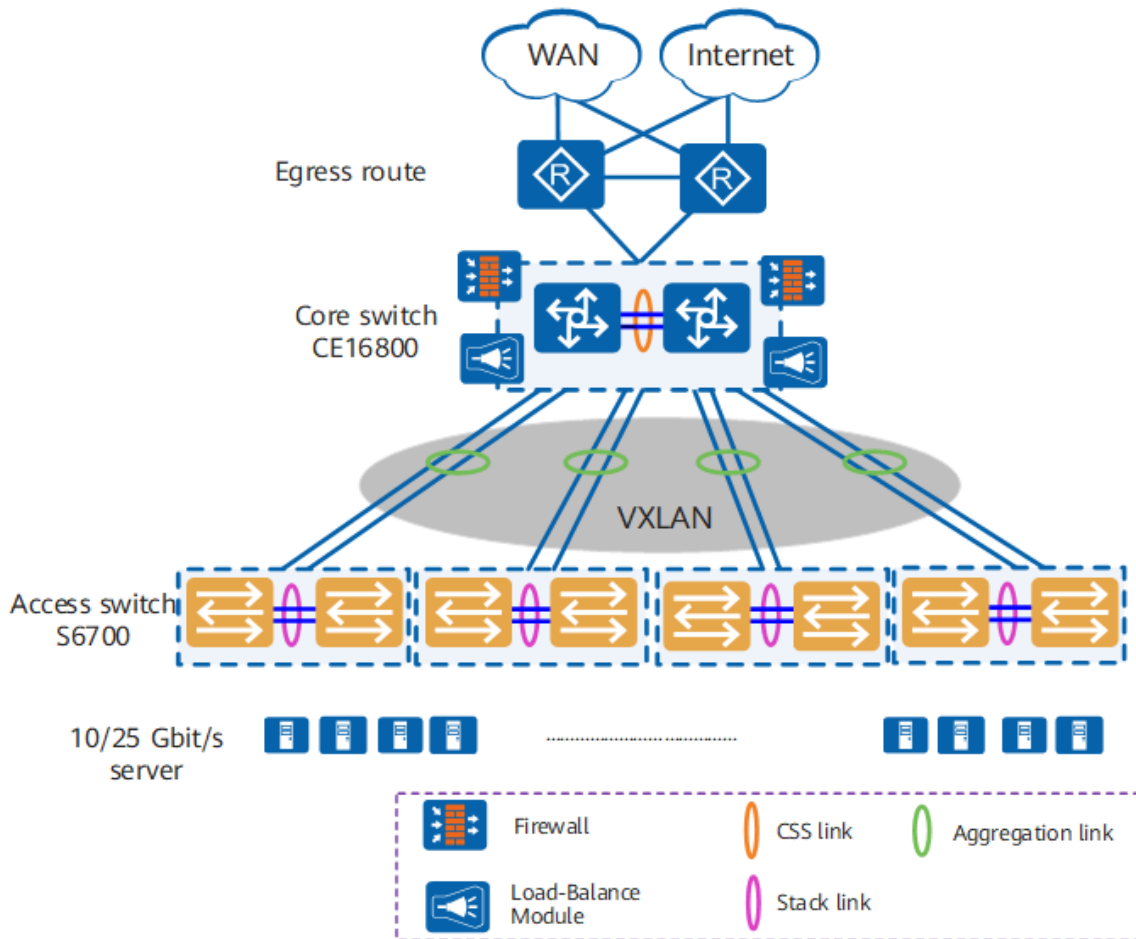 WAN
Internet
Egress route
R
R
Core switch
CE16800
VXLAN
Access switch
S6700
10/25 Gbit/s
server
Firewall
CSS link
Aggregation link
Load-Balance
Module
Stack link